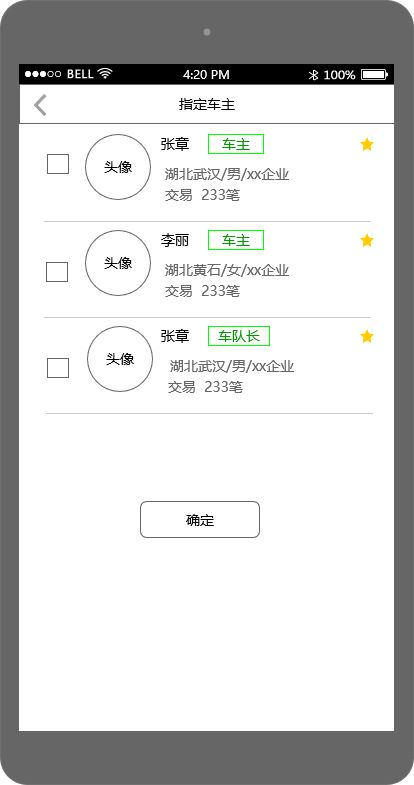 BELL 4:20 PM 100%
指定车主
张章 车主
头像
湖北武汉/男/xx企业
交易 233笔
李丽 车主
头像
湖北黄石/女/xx企业
交易 233笔
张章 车队长
头像
湖北武汉/男/xx企业
交易 233笔
确定